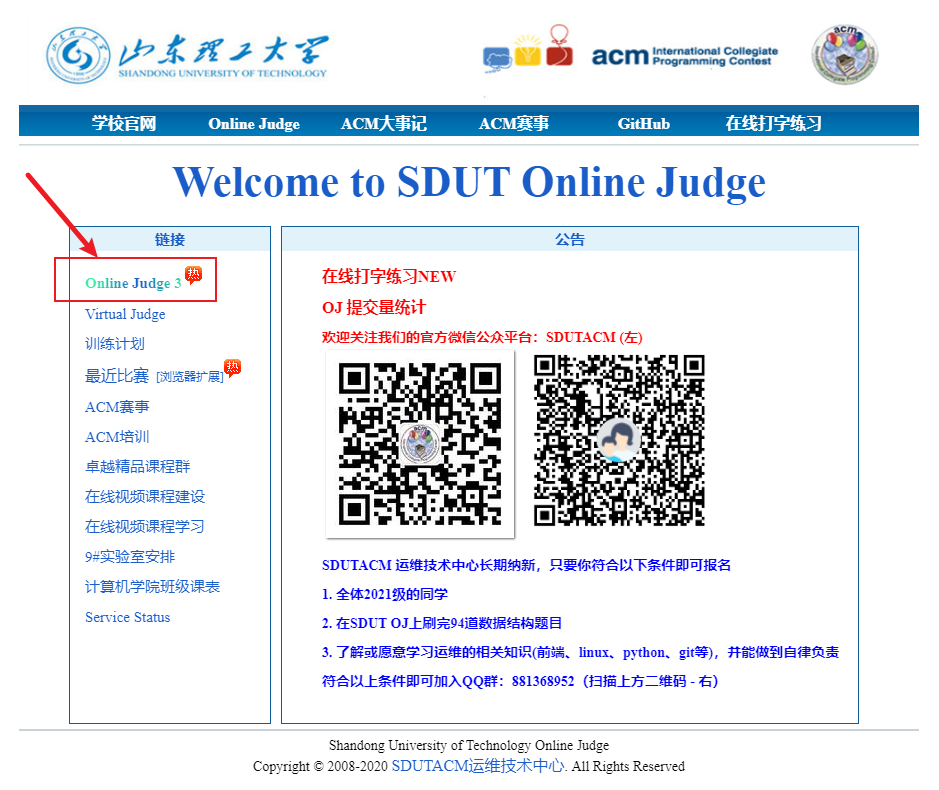 山东理工大学
SHANDONG UNIVERSITY OF TECHNOLOGY
acm International Collegiate Programming Contest
acm
学校官网 Online Judge ACM大事记 ACM赛事 GitHub 在线打字练习
Welcome to SDUT Online Judge
链接
Online Judge 3 热
Virtual Judge
训练计划
最近比赛 [浏览器扩展] 热
ACM赛事
ACM培训
卓越精品课程群
在线视频课程建设
在线视频课程学习
9#实验室安排
计算机学院班级课表
Service Status
公告
在线打字练习NEW
OJ 提交量统计
欢迎关注我们的官方微信公众平台：SDUTACM (左)
SDUTACM 运维技术中心长期纳新，只要你符合以下条件即可报名
1. 全体2021级的同学
2. 在SDUT OJ上刷完94道数据结构题目
3. 了解或愿意学习运维的相关知识(前端、linux、python、git等)，并能做到自律负责
符合以上条件即可加入QQ群：881368952（扫描上方二维码 - 右）
Shandong University of Technology Online Judge
Copyright © 2008-2020 SDUTACM运维技术中心. All Rights Reserved